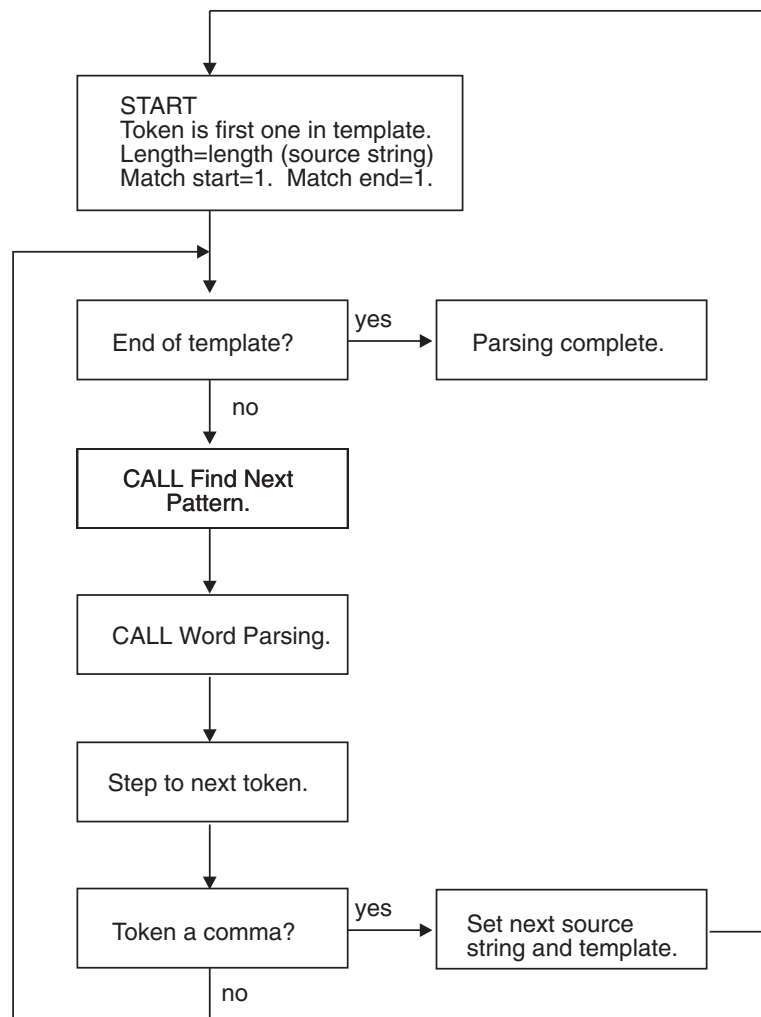 START
Token is first one in template.
Length=length (source string)
Match start=1. Match end=1.
End of template?
yes
Parsing complete.
no
CALL Find Next
Pattern.
CALL Word Parsing.
Step to next token.
Token a comma?
yes
Set next source
string and template.
no